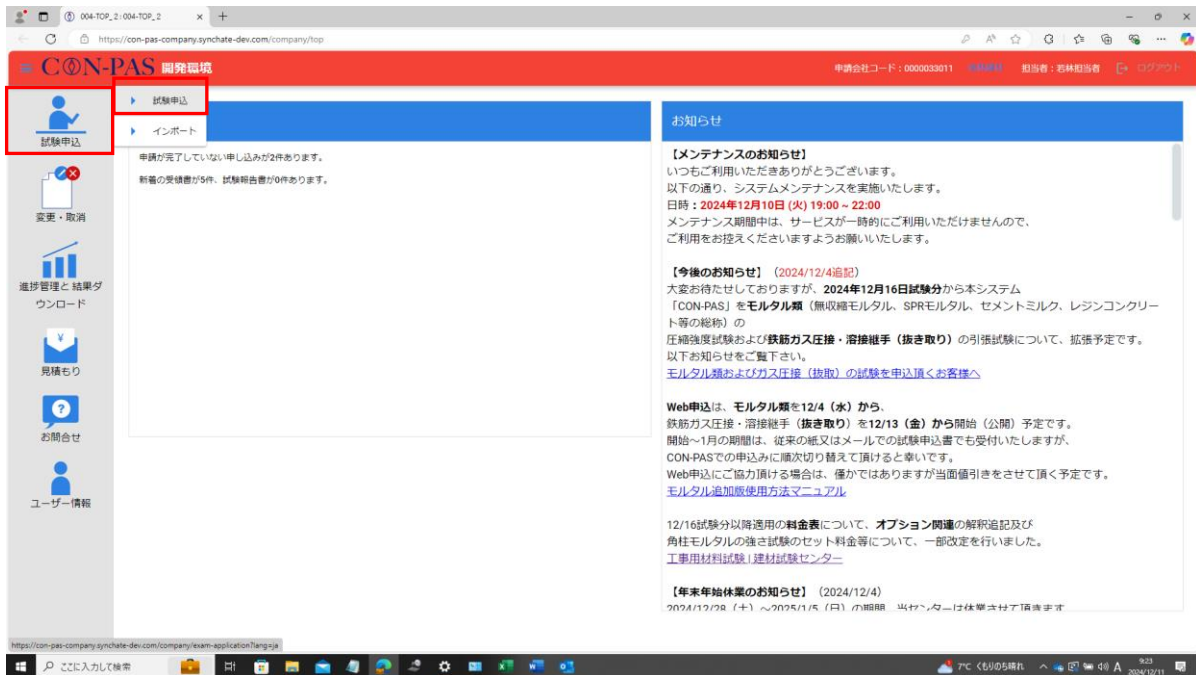 004-TOP_2 : 004-TOP_2
https://con-pas-company.synchate-dev.com/company/top
CON-PAS 開発環境
申請会社コード：0000033011
担当者：若林担当者
ログアウト
試験申込
試験申込
インポート
変更・取消
進捗管理と 結果ダ
ウンロード
見積もり
お問合せ
ユーザー情報
申請が完了していない申し込みが2件あります。
新着の受領書が5件、試験報告書が0件あります。
お知らせ
【メンテナンスのお知らせ】
いつもご利用いただきありがとうございます。
以下の通り、システムメンテナンスを実施いたします。
日時：2024年12月10日 (火) 19:00 ~ 22:00
メンテナンス期間中は、サービスが一時的にご利用いただけませんので、
ご利用をお控えくださいますようお願いいたします。
【今後のお知らせ】（2024/12/4追記）
大変お待たせしておりますが、2024年12月16日試験分から本システム
「CON-PAS」をモルタル類（無収縮モルタル、SPRモルタル、セメントミルク、レジンコンクリー
ト等の総称）の
圧縮強度試験および鉄筋ガス圧接・溶接継手（抜き取り）の引張試験について、拡張予定です。
以下お知らせをご覧下さい。
モルタル類およびガス圧接（抜取）の試験を申込頂くお客様へ
Web申込は、モルタル類を12/4（水）から、
鉄筋ガス圧接・溶接継手（抜き取り）を12/13（金）から開始（公開）予定です。
開始～1月の期間は、従来の紙又はメールでの試験申込書でも受付いたしますが、
CON-PASでの申込みに順次切り替えて頂けると幸いです。
Web申込にご協力頂ける場合は、僅かではありますが当面値引きをさせて頂く予定です。
モルタル追加版使用方法マニュアル
12/16試験分以降適用の料金表について、オプション関連の解釈追記及び
角柱モルタルの強さ試験のセット料金等について、一部改定を行いました。
工事用材料試験 | 建材試験センター
【年末年始休業のお知らせ】（2024/12/4）
2024/12/28（土）～2025/1/5（日）の期間、当センターは休業させて頂きます
https://con-pas-company.synchate-dev.com/company/exam-application?lang=ja
ここに入力して検索
7°C くもりのち晴れ
A
9:23
2024/12/11